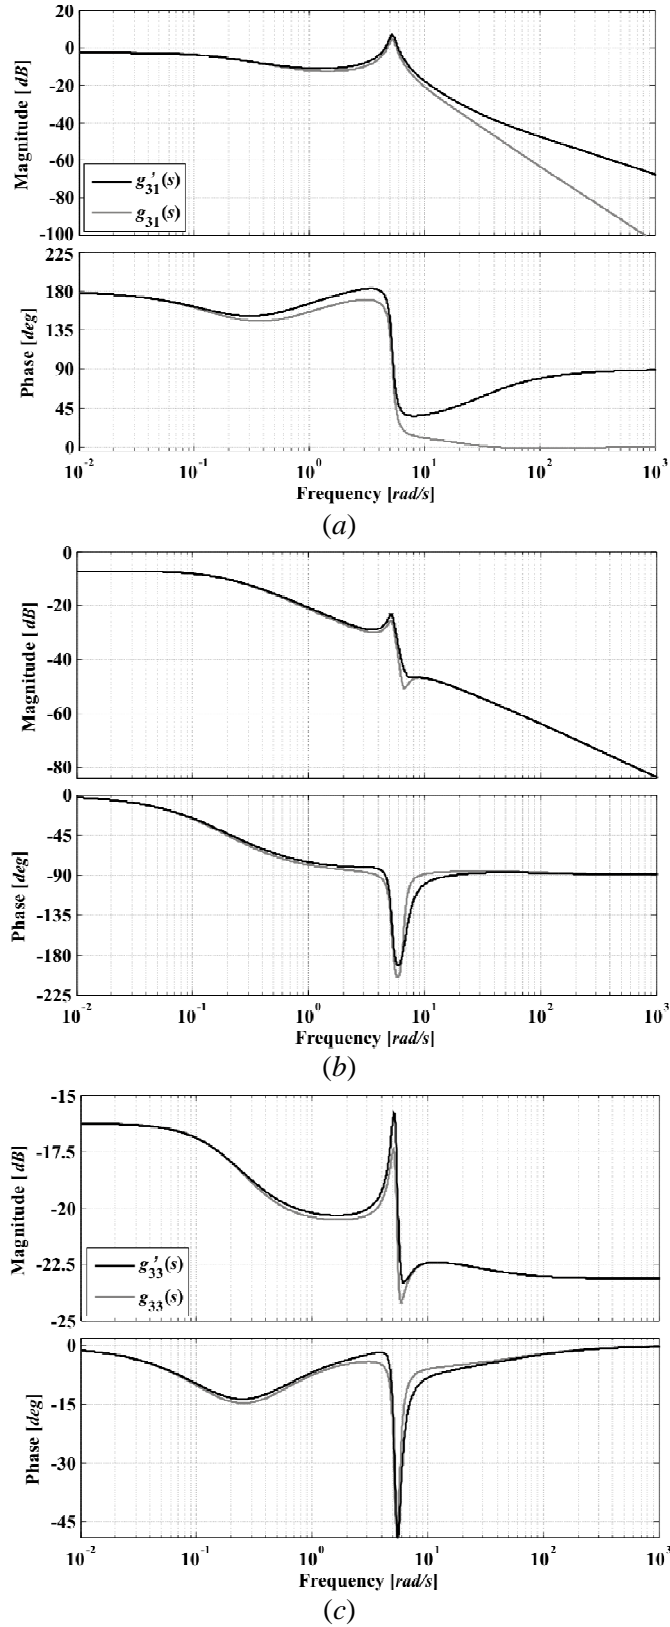 20
0
-20
-40
-60
-80
-100
Magnitude [ dB]
g'31(s)
g31(s)
225
180
135
90
45
0
Phase [deg]
10^-2 10^-1 10^0 10^1 10^2 10^3
Frequency [rad/s]
(a)
0
-20
-40
-60
-80
Magnitude [ dB]
0
-45
-90
-135
-180
-225
Phase [deg]
10^-2 10^-1 10^0 10^1 10^2 10^3
Frequency [rad/s]
(b)
-15
-17.5
-20
-22.5
-25
Magnitude [ dB]
g'33(s)
g33(s)
0
-15
-30
-45
Phase [deg]
10^-2 10^-1 10^0 10^1 10^2 10^3
Frequency [rad/s]
(c)